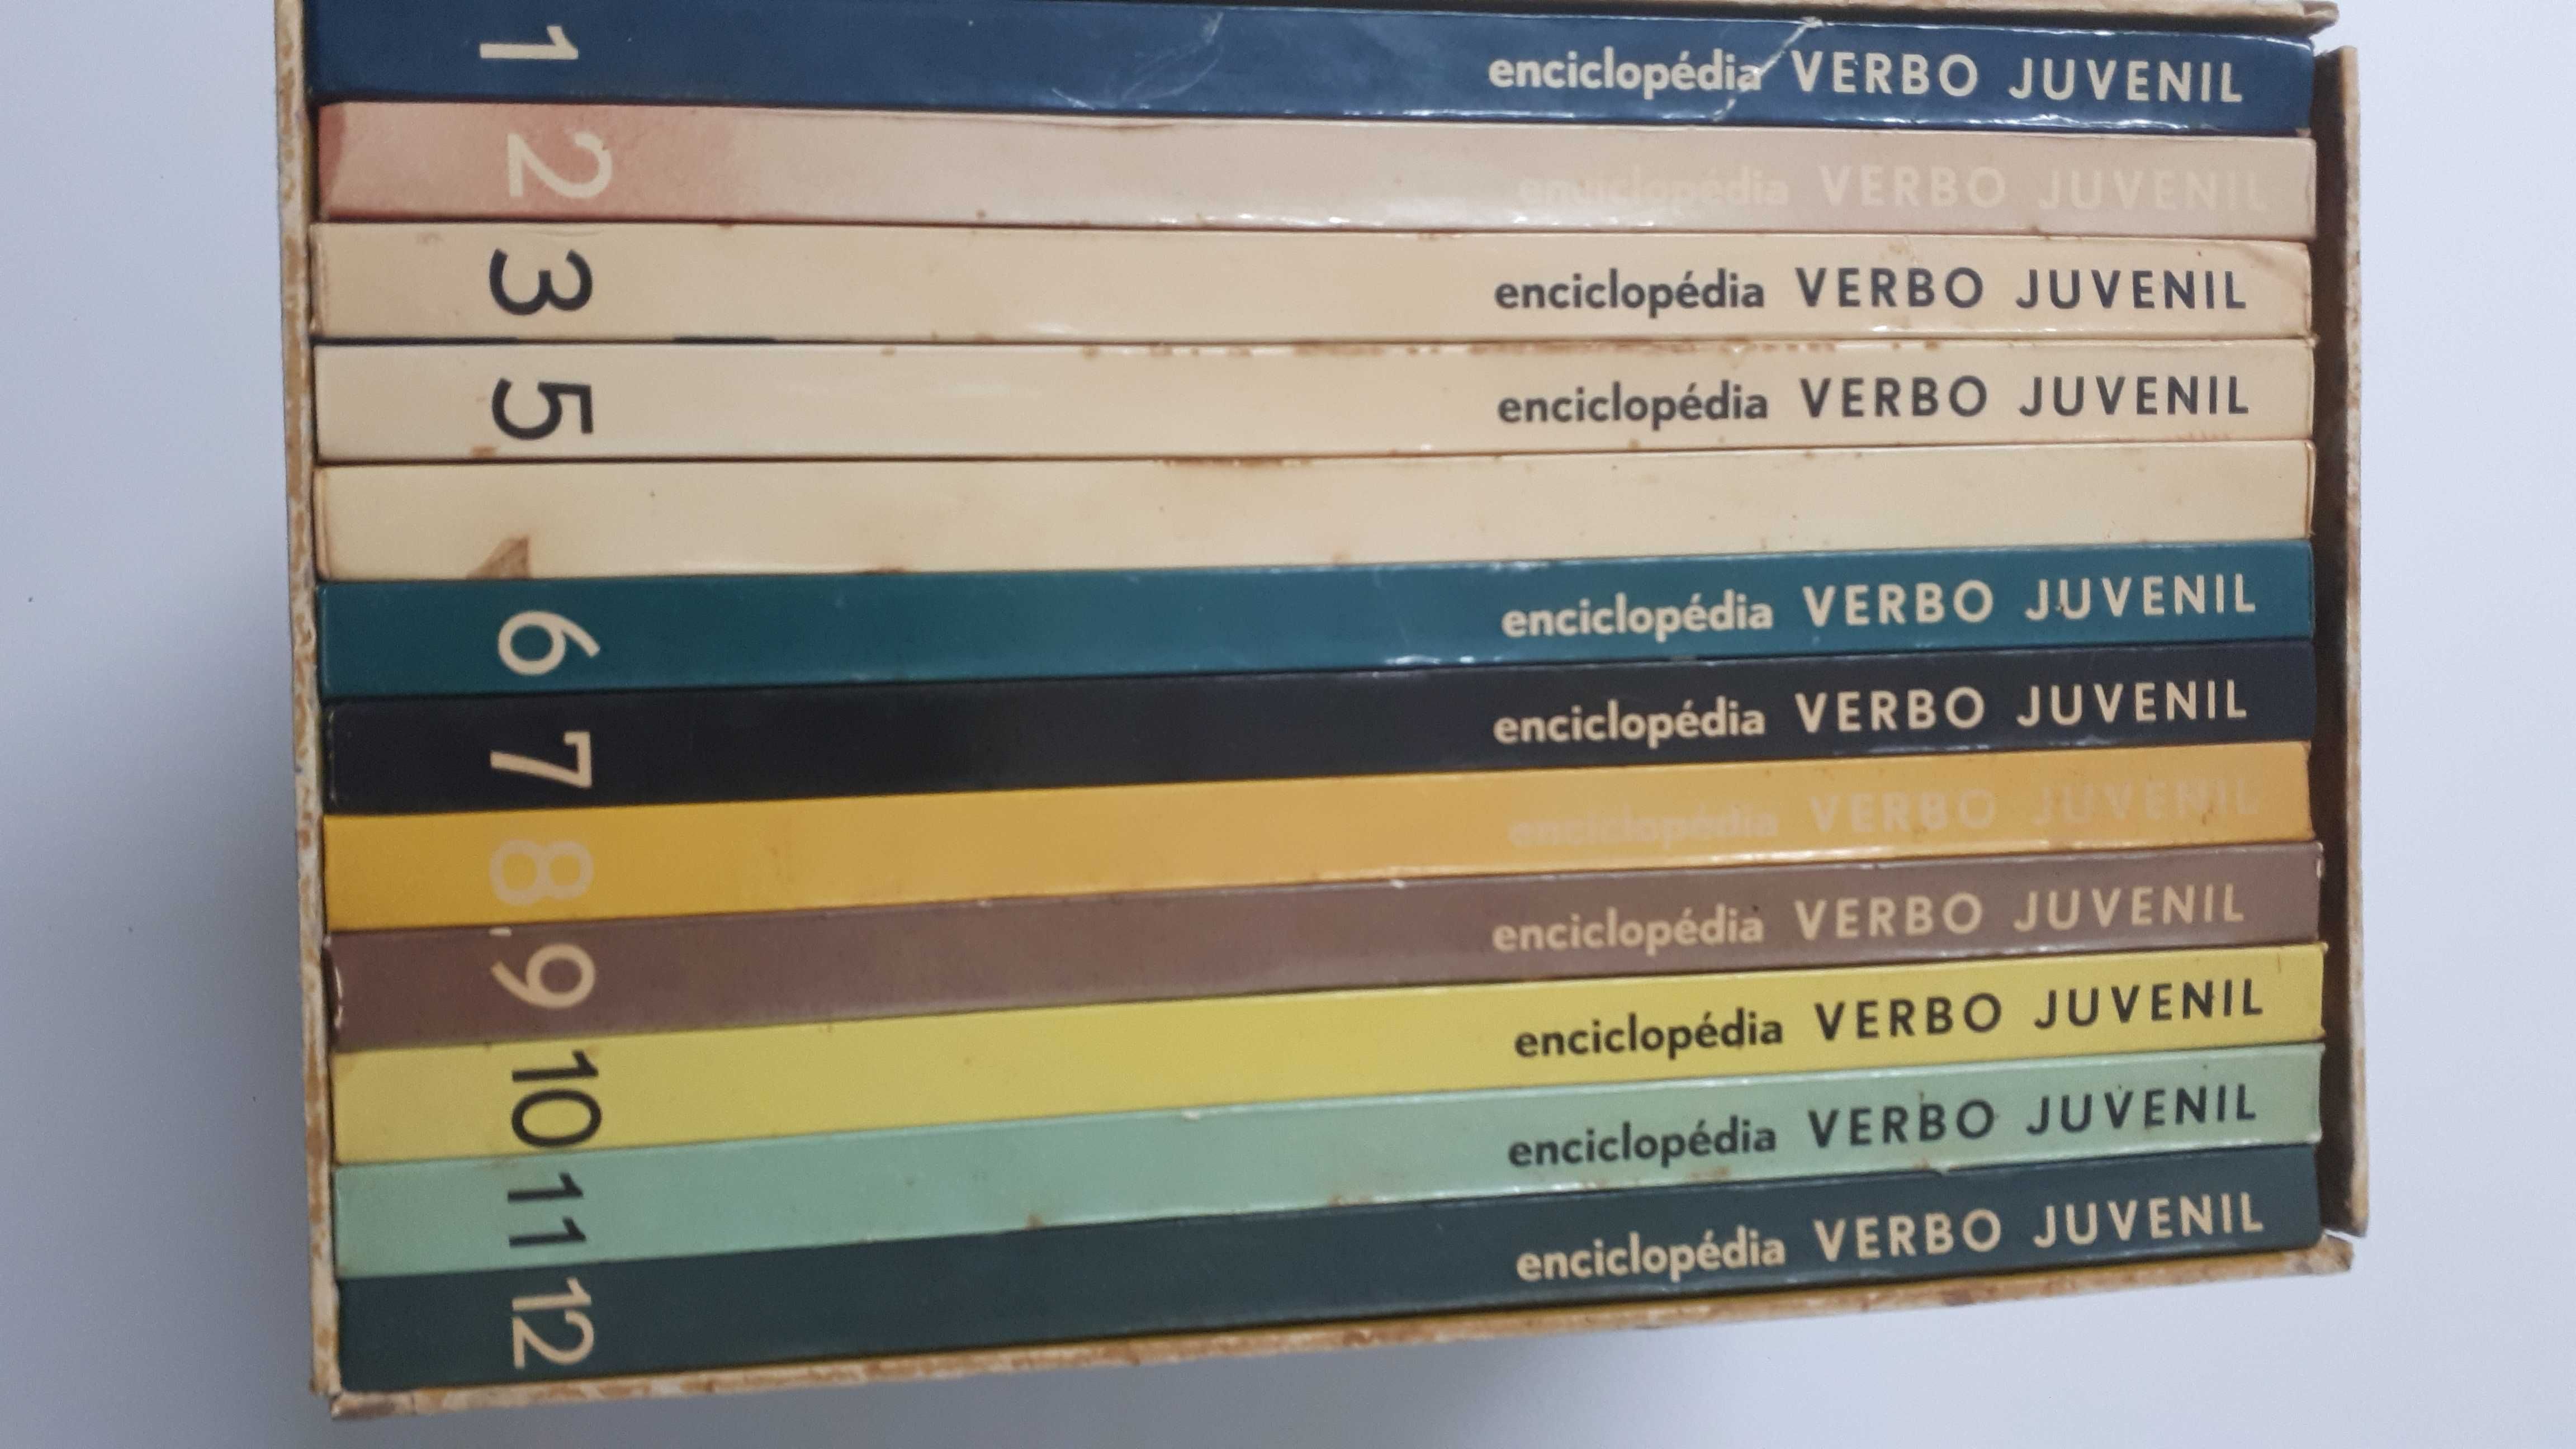 1 enciclopédia VERBO JUVENIL
2 enciclopédia VERBO JUVENIL
3 enciclopédia VERBO JUVENIL
5 enciclopédia VERBO JUVENIL
6 enciclopédia VERBO JUVENIL
7 enciclopédia VERBO JUVENIL
8 enciclopédia VERBO JUVENIL
9 enciclopédia VERBO JUVENIL
10 enciclopédia VERBO JUVENIL
11 enciclopédia VERBO JUVENIL
12 enciclopédia VERBO JUVENIL